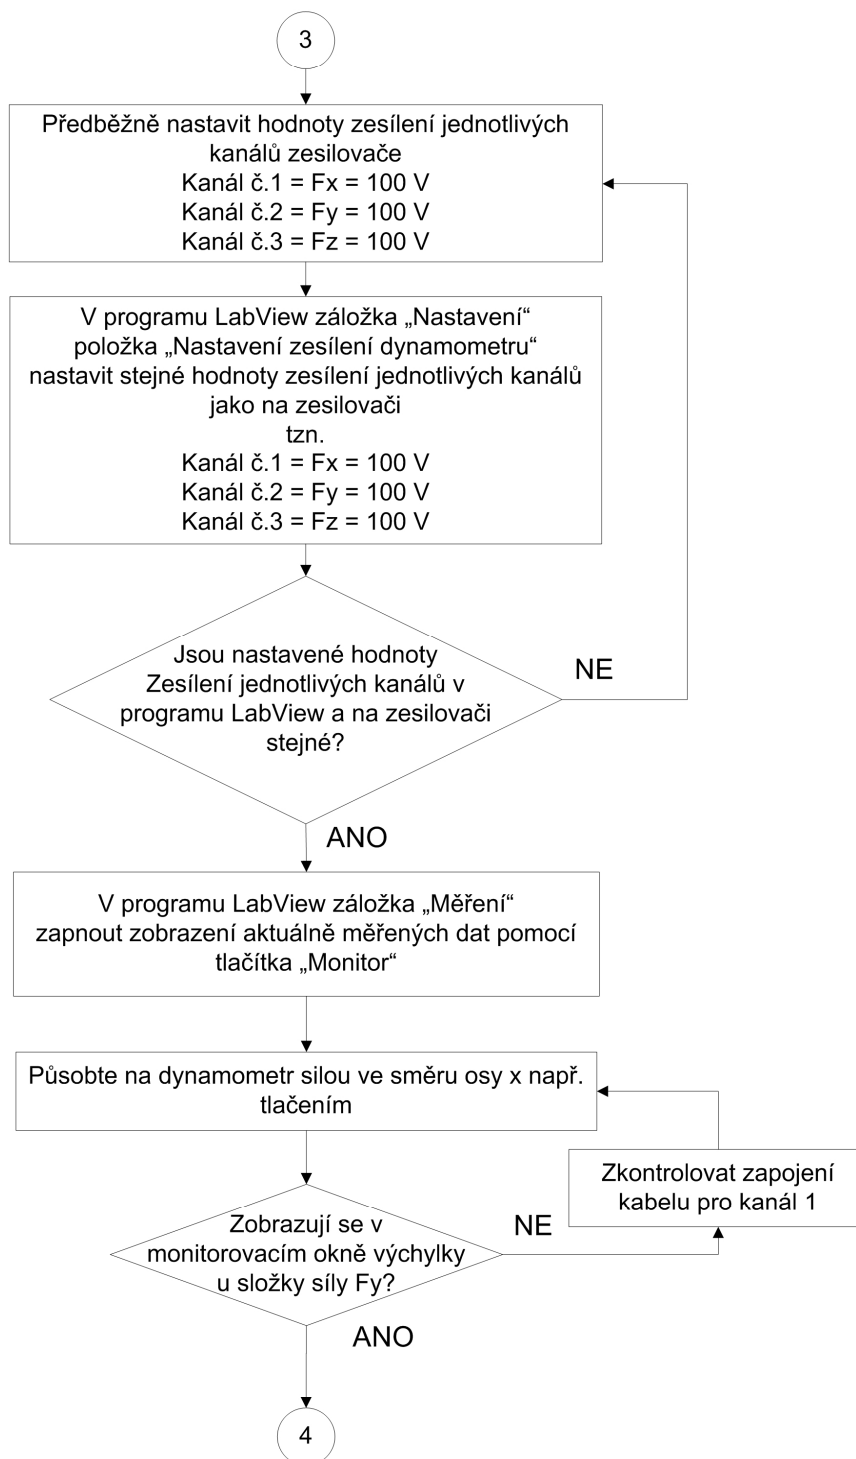 3
Předběžně nastavit hodnoty zesílení jednotlivých
kanálů zesilovače
Kanál č.1 = Fx = 100 V
Kanál č.2 = Fy = 100 V
Kanál č.3 = Fz = 100 V
V programu LabView záložka „Nastavení“
položka „Nastavení zesílení dynamometru“
nastavit stejné hodnoty zesílení jednotlivých kanálů
jako na zesilovači
tzn.
Kanál č.1 = Fx = 100 V
Kanál č.2 = Fy = 100 V
Kanál č.3 = Fz = 100 V
Jsou nastavené hodnoty
Zesílení jednotlivých kanálů v
programu LabView a na zesilovači
stejné?
NE
ANO
V programu LabView záložka „Měření“
zapnout zobrazení aktuálně měřených dat pomocí
tlačítka „Monitor“
Působte na dynamometr silou ve směru osy x např.
tlačením
Zkontrolovat zapojení
kabelu pro kanál 1
Zobrazují se v
monitorovacím okně výchylky
u složky síly Fy?
NE
ANO
4